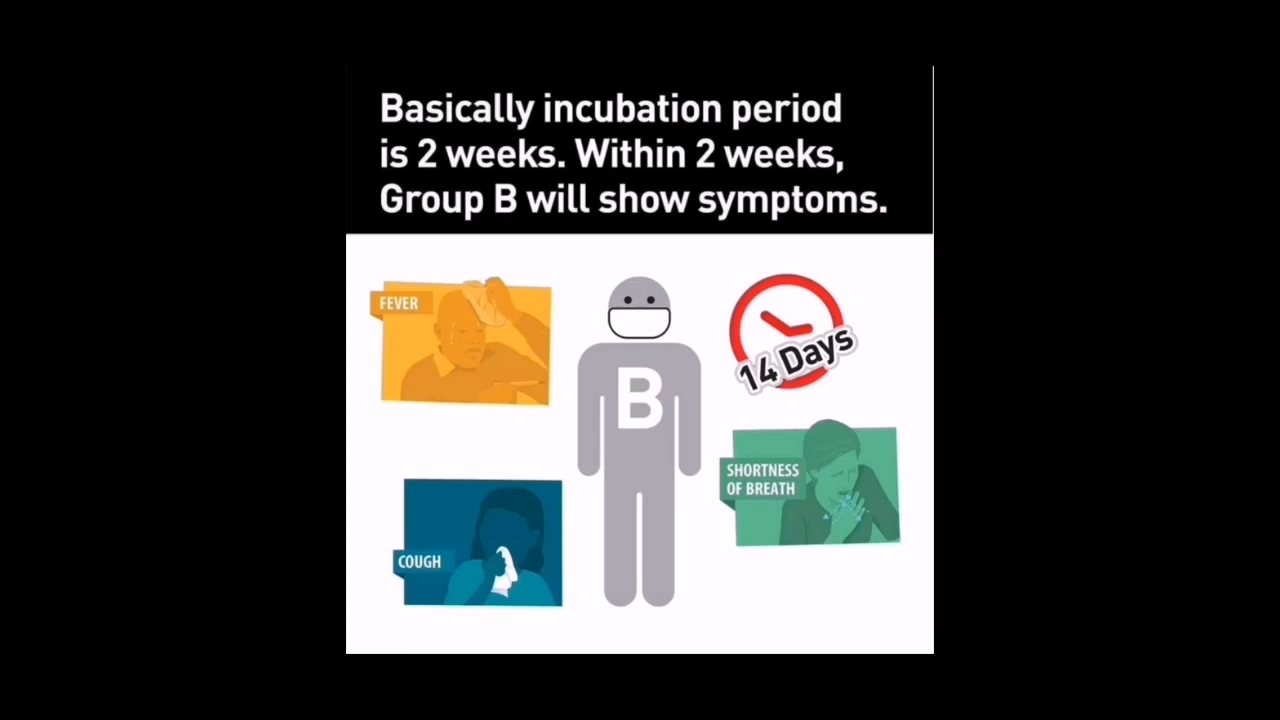 Basically incubation period
is 2 weeks. Within 2 weeks,
Group B will show symptoms.
FEVER
B
14 Days
SHORTNESS
OF BREATH
COUGH